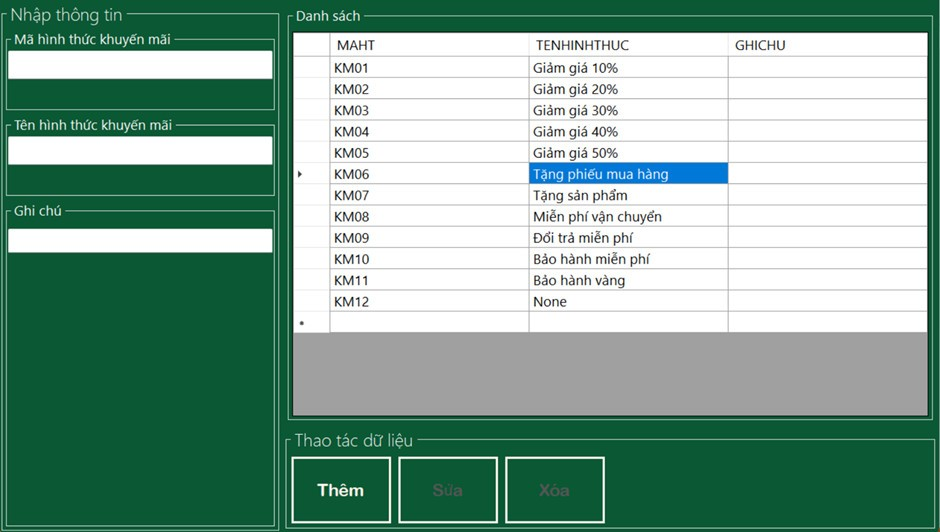 Nhập thông tin
Mã hình thức khuyến mãi
Tên hình thức khuyến mãi
Ghi chú
Danh sách
MAHT TENHINHTHUC GHICHU
KM01 Giảm giá 10%
KM02 Giảm giá 20%
KM03 Giảm giá 30%
KM04 Giảm giá 40%
KM05 Giảm giá 50%
KM06 Tặng phiếu mua hàng
KM07 Tặng sản phẩm
KM08 Miễn phí vận chuyển
KM09 Đổi trả miễn phí
KM10 Bảo hành miễn phí
KM11 Bảo hành vàng
KM12 None
Thao tác dữ liệu
Thêm Sửa Xóa